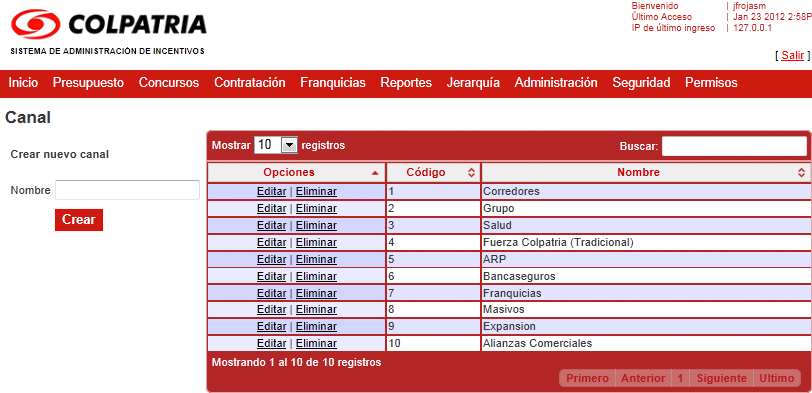 COLPATRIA
SISTEMA DE ADMINISTRACIÓN DE INCENTIVOS
Bienvenido | jfrojasm
Último Acceso | Jan 23 2012 2:58P
IP de último ingreso | 127.0.0.1
[ Salir ]
Inicio Presupuesto Concursos Contratación Franquicias Reportes Jerarquía Administración Seguridad Permisos
Canal
Crear nuevo canal
Nombre
Crear
Mostrar 10 registros Buscar:
Opciones Código Nombre
Editar | Eliminar 1 Corredores
Editar | Eliminar 2 Grupo
Editar | Eliminar 3 Salud
Editar | Eliminar 4 Fuerza Colpatria (Tradicional)
Editar | Eliminar 5 ARP
Editar | Eliminar 6 Bancaseguros
Editar | Eliminar 7 Franquicias
Editar | Eliminar 8 Masivos
Editar | Eliminar 9 Expansion
Editar | Eliminar 10 Alianzas Comerciales
Mostrando 1 al 10 de 10 registros
Primero Anterior 1 Siguiente Ultimo